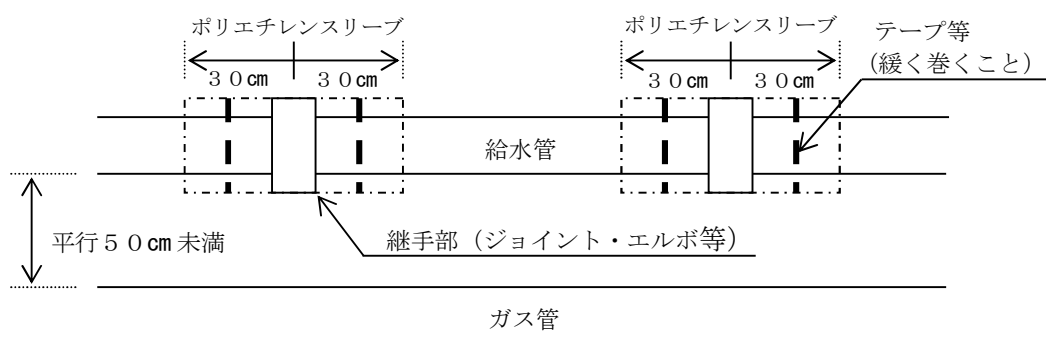 ポリエチレンスリーブ
ポリエチレンスリーブ
テープ等
(緩く巻くこと)
３０㎝
３０㎝
３０㎝
３０㎝
給水管
平行５０㎝未満
継手部（ジョイント・エルボ等）
ガス管